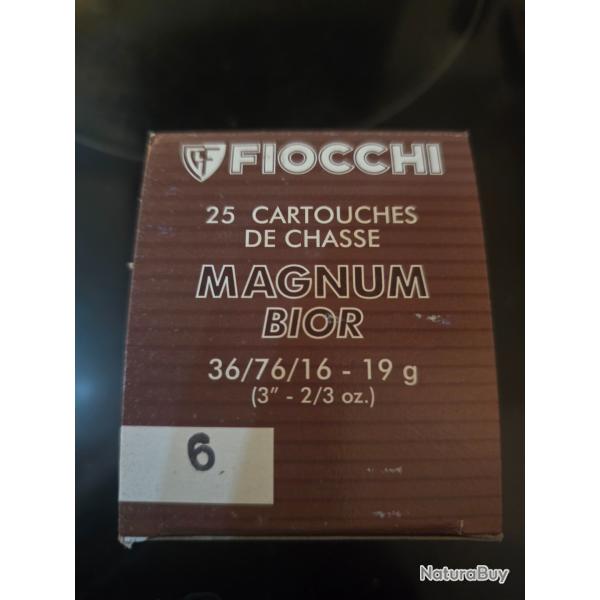 FIOCCHI
25 CARTOUCHES
DE CHASSE
MAGNUM
BIOR
36/76/16 - 19 g
(3" - 2/3 oz.)
6
NaturaBuy